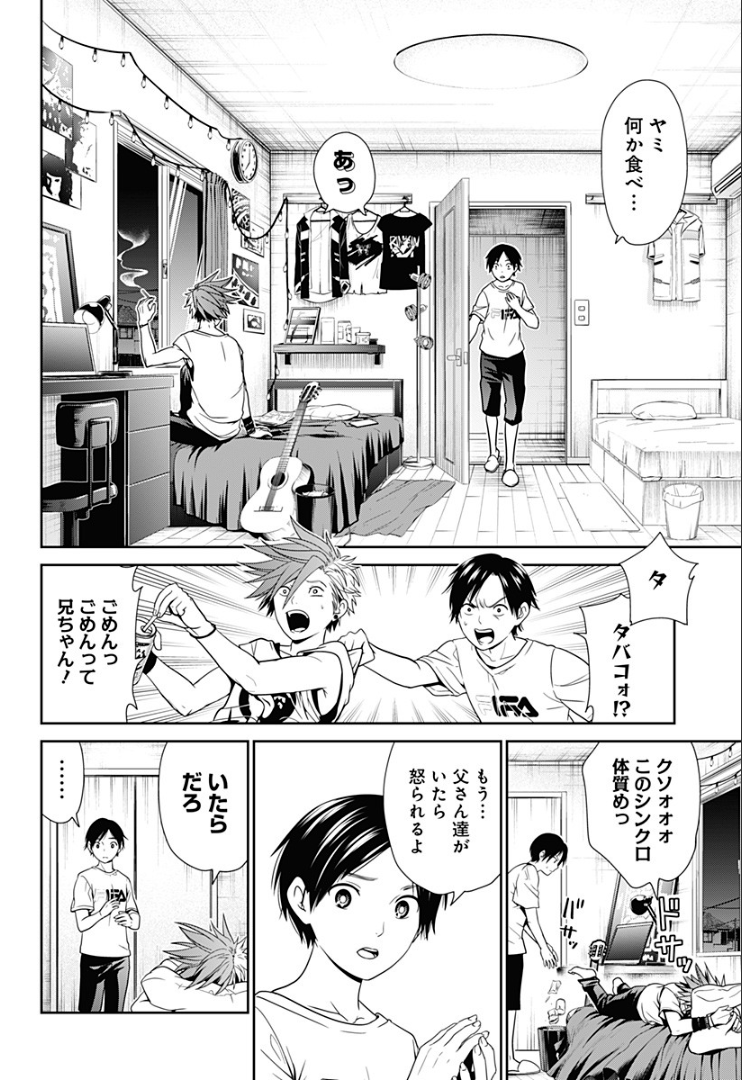 ヤミ
何か食べ…
あっ
タ
タバコォ!?
ごめんっ
ごめんって
兄ちゃん!
クソォォォ
このシンクロ
体質めっ
ドサッ
バサッ
もう…
父さん達が
いたら
怒られるよ
いたら
だろ
……